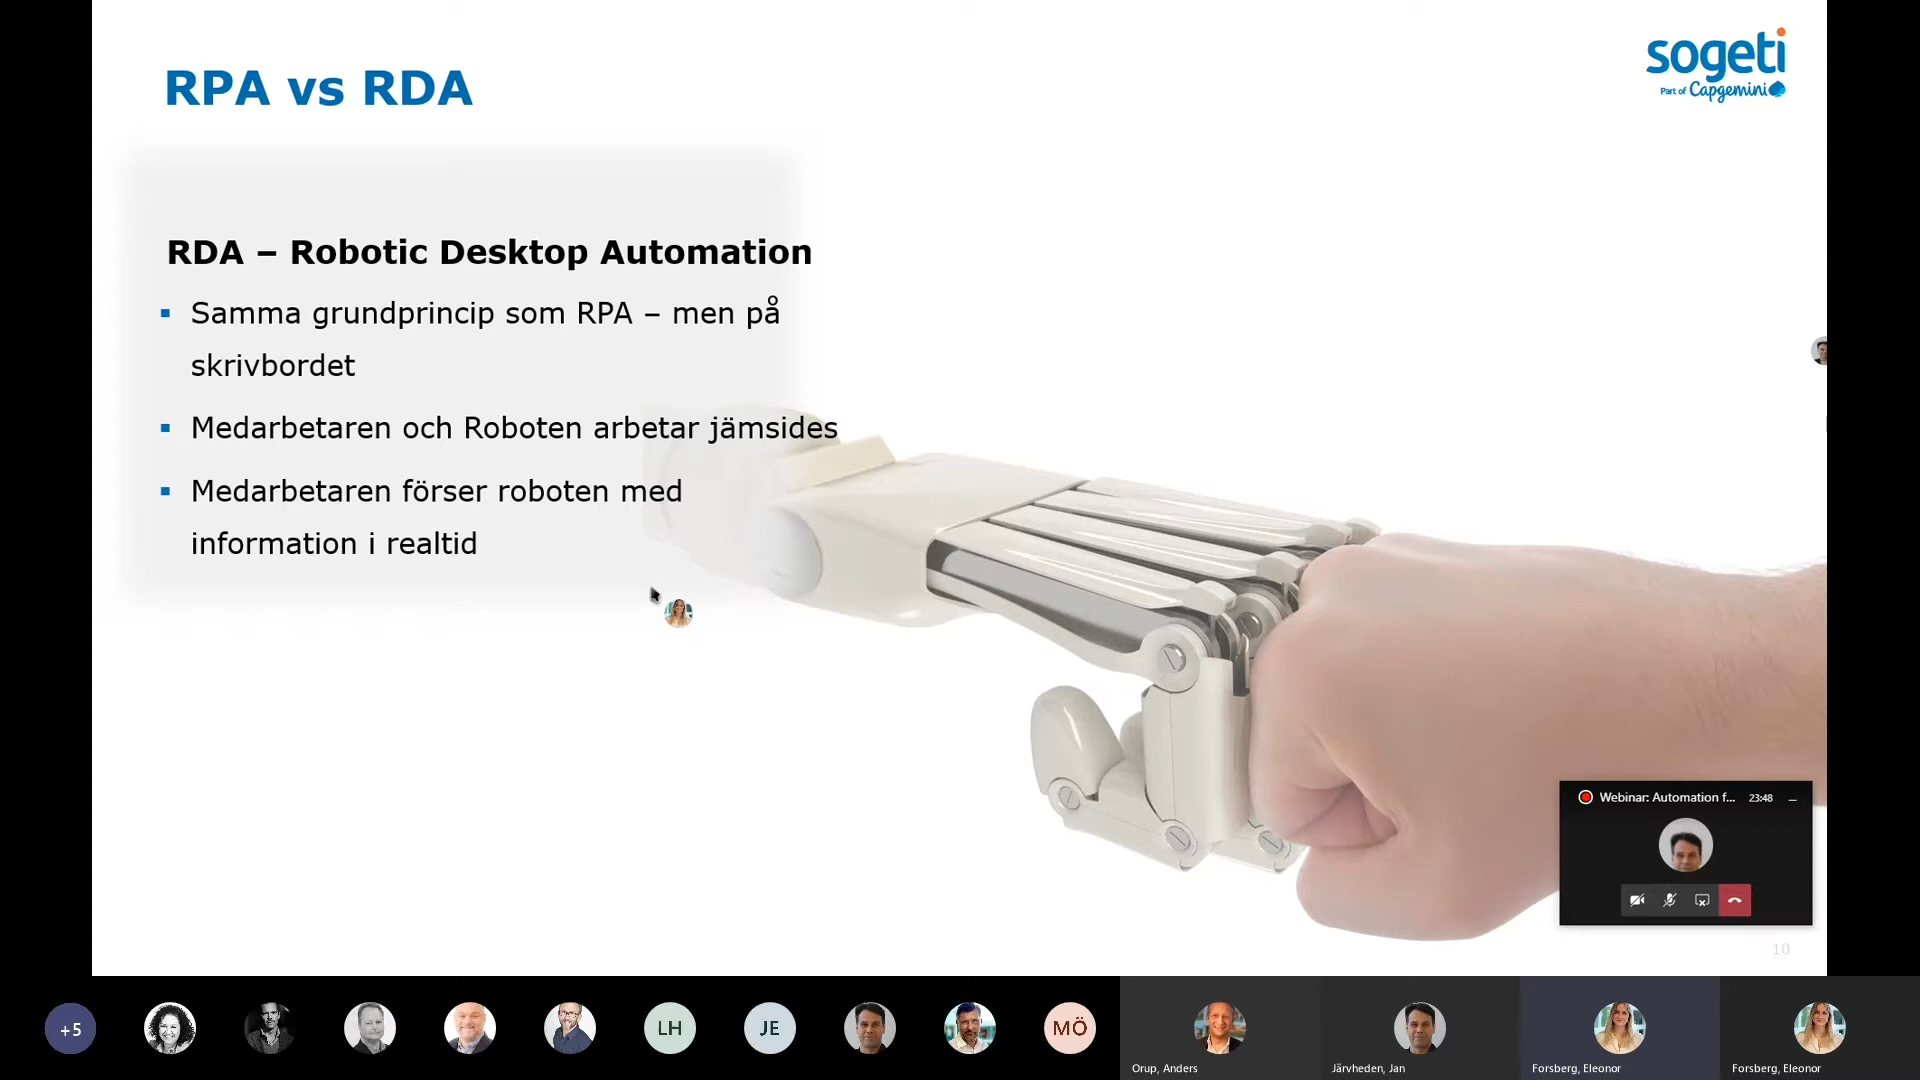 RPA vs RDA
sogeti
Part of Capgemini
RDA – Robotic Desktop Automation
▪ Samma grundprincip som RPA – men på
skrivbordet
▪ Medarbetaren och Roboten arbetar jämsides
▪ Medarbetaren förser roboten med
information i realtid
Webinar: Automation f... 23:48
10
+5
LH
JE
MÖ
Orup, Anders
Järvheden, Jan
Forsberg, Eleonor
Forsberg, Eleonor